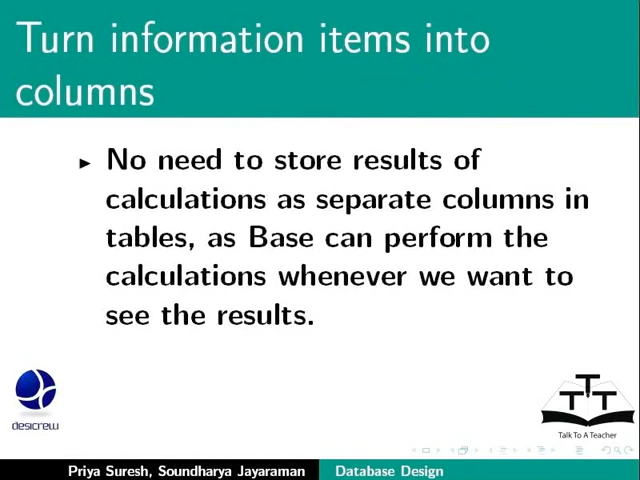 Turn information items into
columns
No need to store results of
calculations as separate columns in
tables, as Base can perform the
calculations whenever we want to
see the results.
desicrew
T T T
Talk To A Teacher
Priya Suresh, Soundharya Jayaraman Database Design